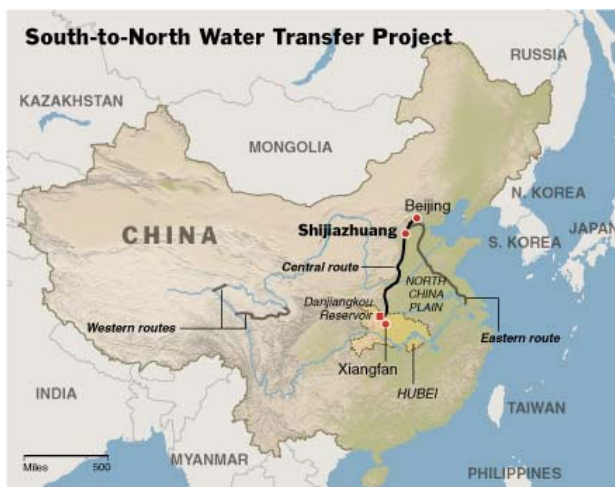 South-to-North Water Transfer Project
RUSSIA
KAZAKHSTAN
MONGOLIA
N. KOREA
Beijing
Shijiazhuang
CHINA
S. KOREA
JAPAN
Central route
NORTH
CHINA
PLAIN
Danjiangkou
Reservoir
Western routes
Eastern route
Xiangfan
HUBEI
INDIA
TAIWAN
Miles 500
MYANMAR
PHILIPPINES